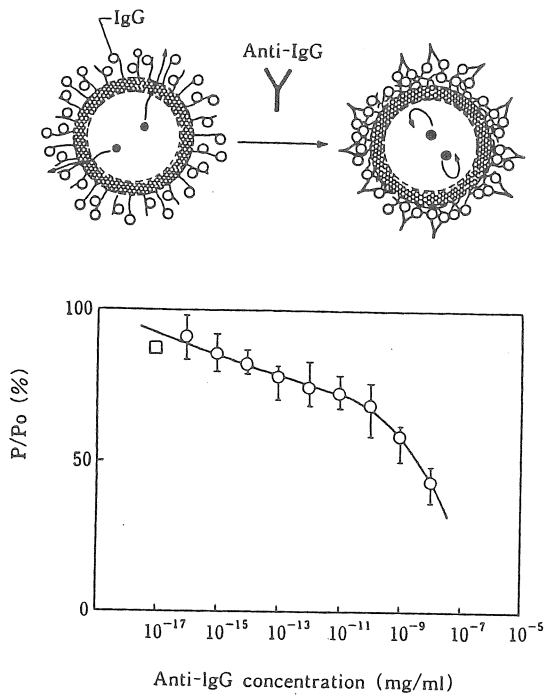 IgG
Anti-IgG
100
50
0
P/Po (%)
10⁻¹⁷ 10⁻¹⁵ 10⁻¹³ 10⁻¹¹ 10⁻⁹ 10⁻⁷ 10⁻⁵
Anti-IgG concentration (mg/ml)